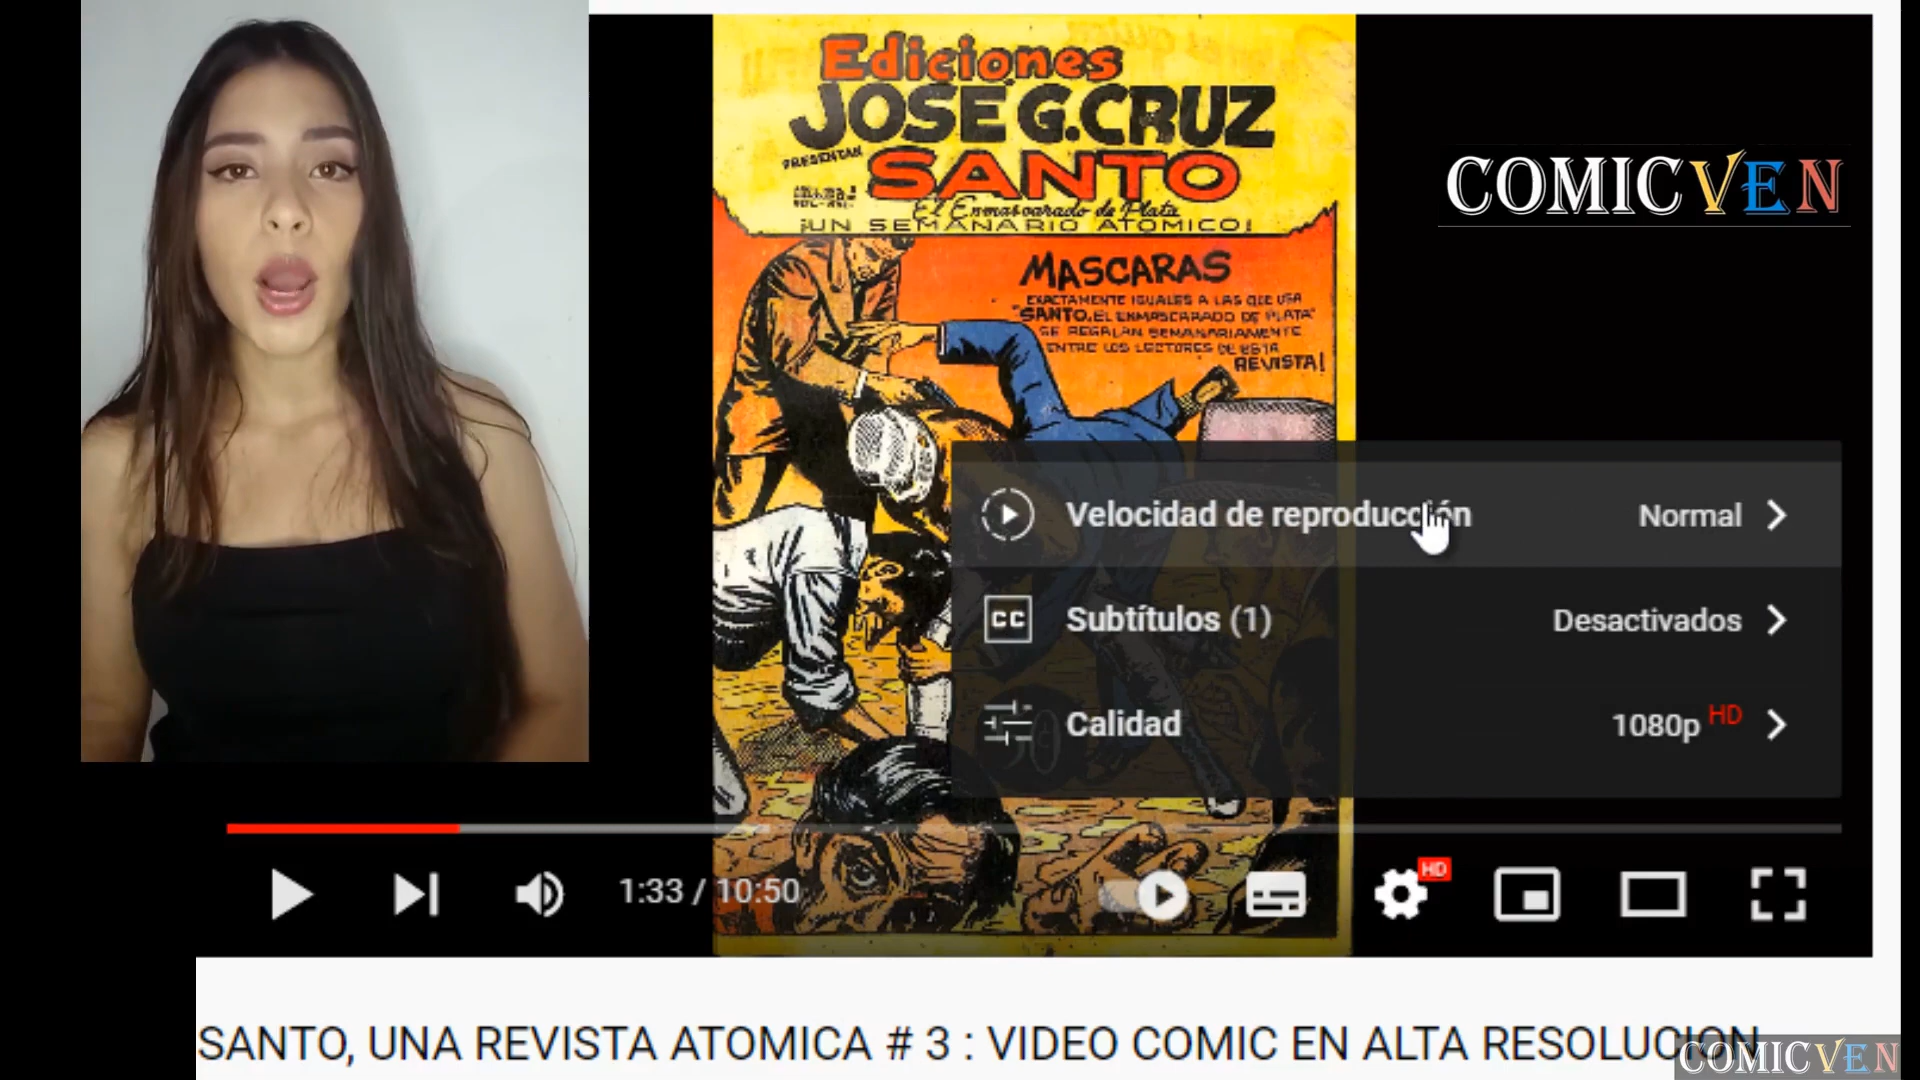 Ediciones
JOSE G. CRUZ
PRESENTAN
SANTO
El Enmascarado de Plata
¡UN SEMANARIO ATOMICO!
MASCARAS
EXACTAMENTE IGUALES A LAS QUE USA
"SANTO, EL ENMASCARADO DE PLATA"
SE REGALAN SEMANARIAMENTE
ENTRE LOS LECTORES DE ESTA
REVISTA!
COMICVEN
Velocidad de reproducción Normal
CC Subtítulos (1) Desactivados
Calidad 1080p HD
1:33 / 10:50
HD
SANTO, UNA REVISTA ATOMICA # 3 : VIDEO COMIC EN ALTA RESOLUCION
COMICVEN